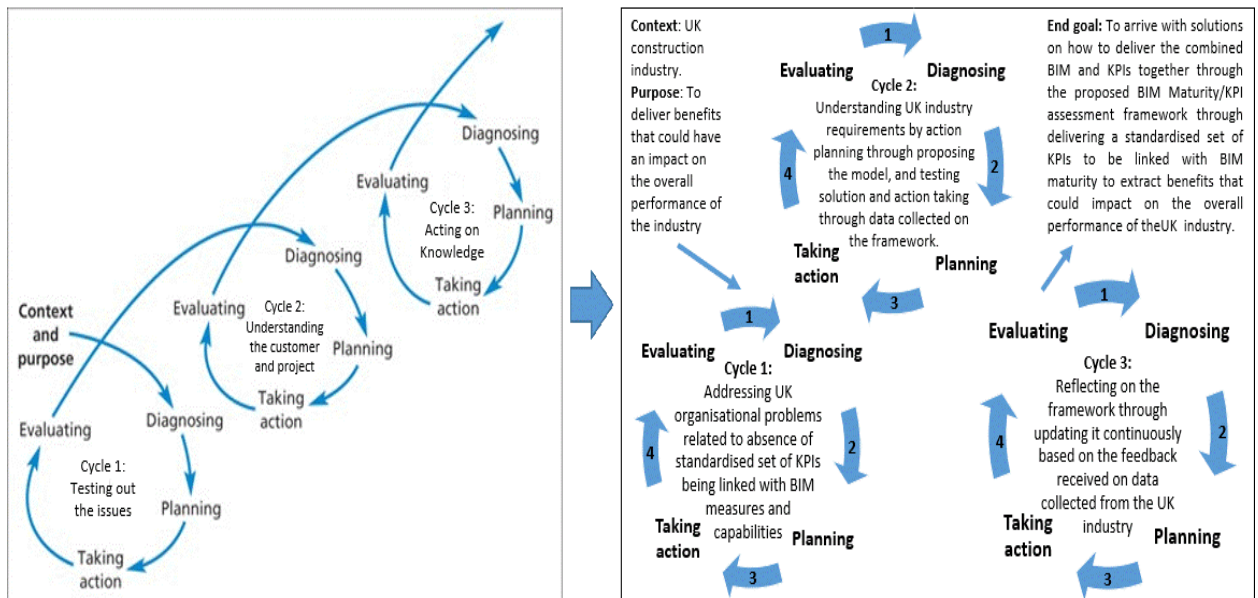 Diagnosing
Evaluating
Planning
Cycle 3:
Acting on
Knowledge
Taking
action
Diagnosing
Evaluating
Cycle 2:
Understanding
the customer
and project
Planning
Taking
action
Context
and
purpose
Diagnosing
Evaluating
Cycle 1:
Testing out
the issues
Planning
Taking
action
Context: UK
construction
industry.
Purpose: To
deliver benefits
that could have
an impact on
the overall
performance of
the industry
1
Evaluating
Diagnosing
Cycle 2:
Understanding UK industry
requirements by action
planning through proposing
the model, and testing
solution and action taking
through data collected on
the framework.
4
2
Taking
action
Planning
3
End goal: To arrive with solutions
on how to deliver the combined
BIM and KPIs together through
the proposed BIM Maturity/KPI
assessment framework through
delivering a standardised set of
KPIs to be linked with BIM
maturity to extract benefits that
could impact on the overall
performance of theUK industry.
1
Evaluating
Diagnosing
Cycle 1:
Addressing UK
organisational problems
related to absence of
standardised set of KPIs
being linked with BIM
measures and
capabilities
4
2
Taking
action
Planning
3
1
Evaluating
Diagnosing
Cycle 3:
Reflecting on the
framework through
updating it continuously
based on the feedback
received on data
collected from the UK
industry
4
2
Taking
action
Planning
3